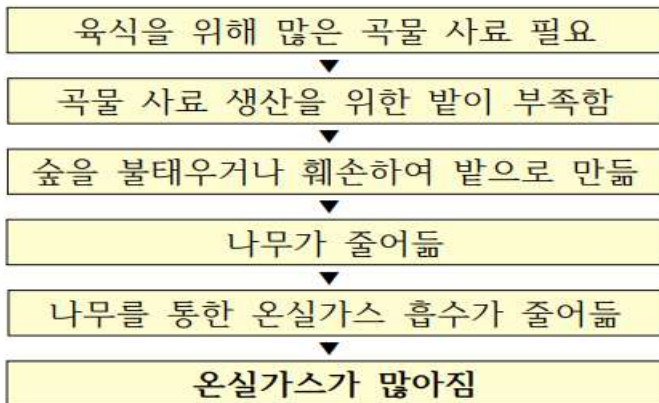 육식을 위해 많은 곡물 사료 필요
▼
곡물 사료 생산을 위한 밭이 부족함
▼
숲을 불태우거나 훼손하여 밭으로 만듦
▼
나무가 줄어듦
▼
나무를 통한 온실가스 흡수가 줄어듦
▼
온실가스가 많아짐